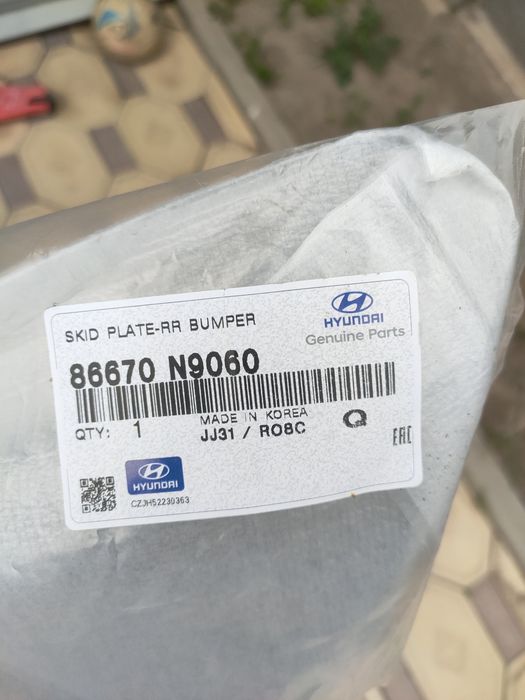 SKID PLATE-RR BUMPER
HYUNDAI
Genuine Parts
86670 N9060
QTY: 1
MADE IN KOREA
JJ31 / R08C
Q
EAC
HYUNDAI
CZJH52230363